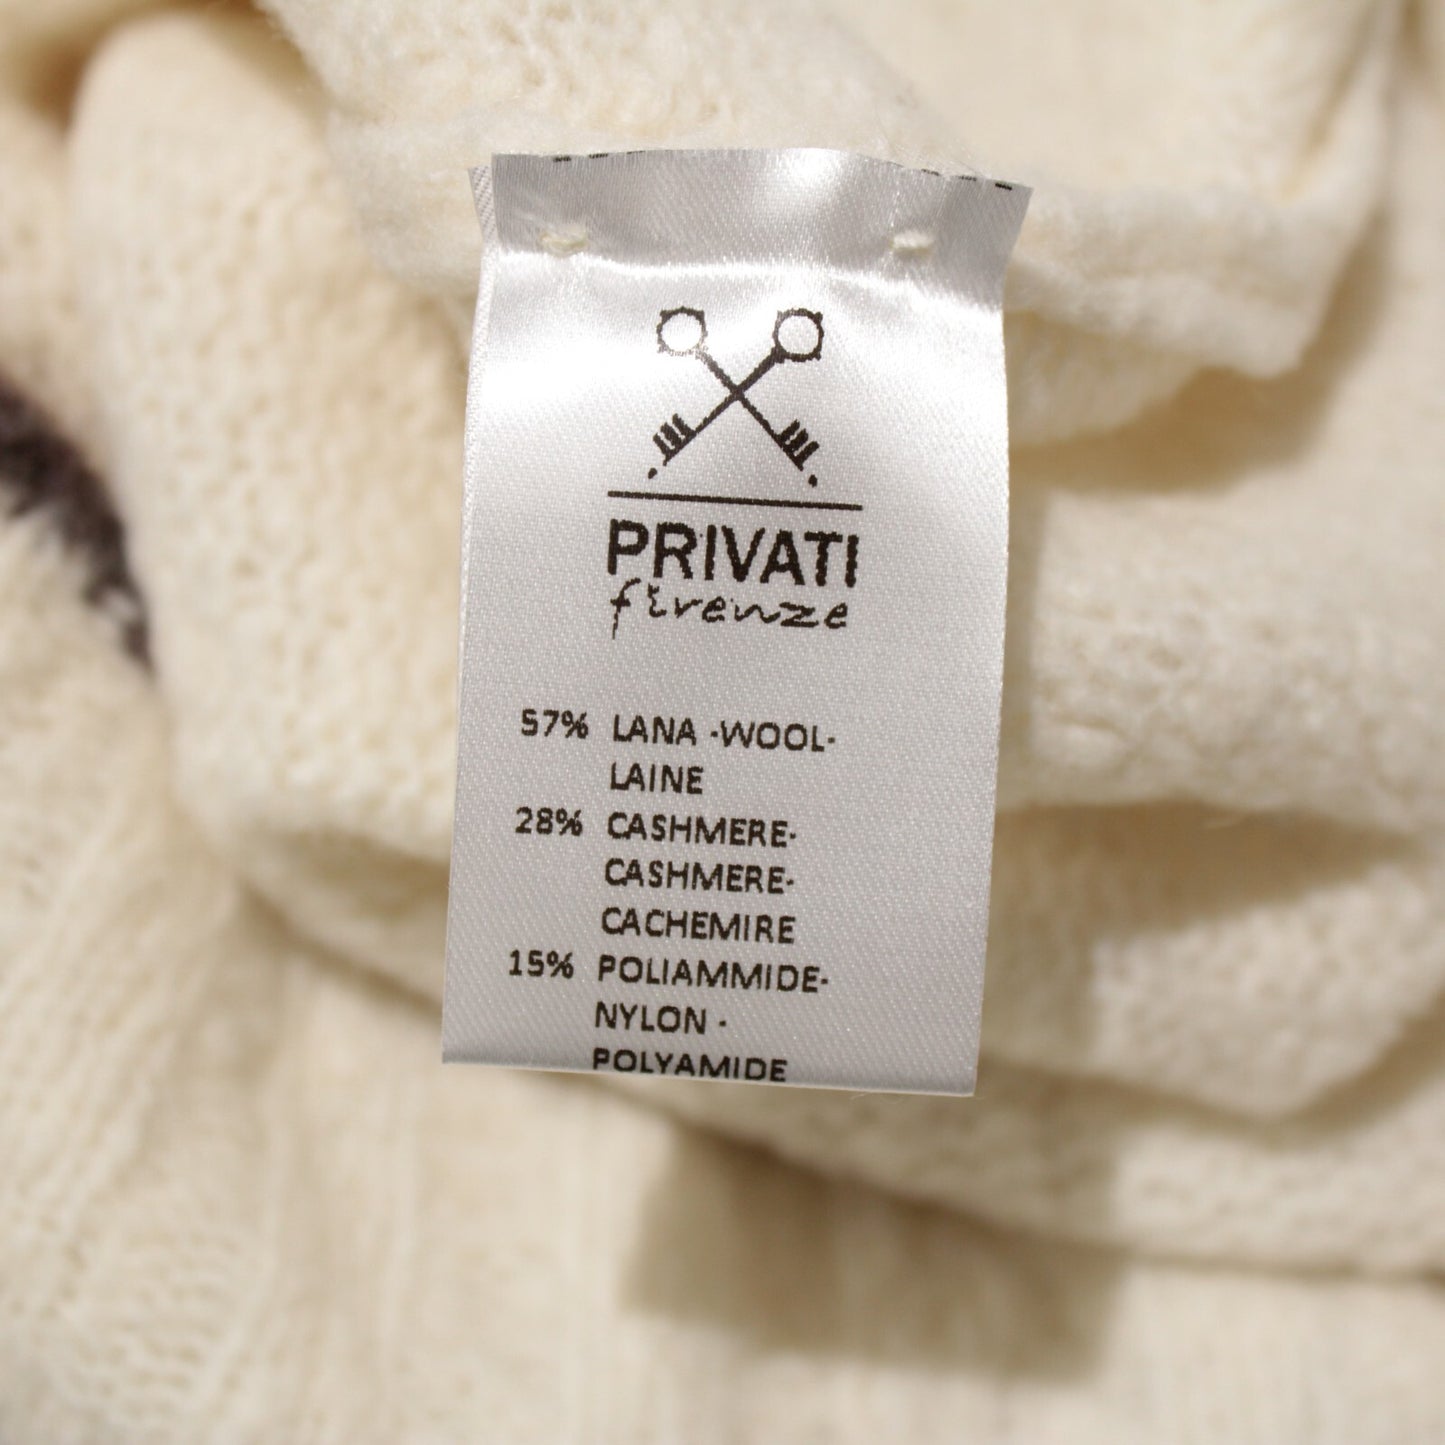 PRIVATI
firenze
57% LANA -WOOL-
LAINE
28% CASHMERE-
CASHMERE-
CACHEMIRE
15% POLIAMMIDE-
NYLON -
POLYAMIDE